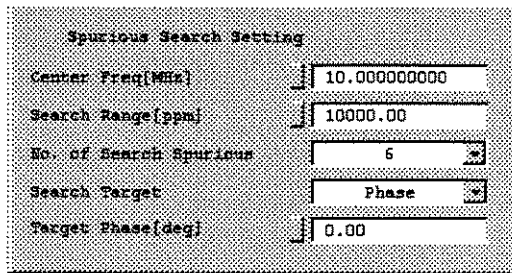 Spurious Search Setting
Center Freq[MHz] 10.000000000
Search Range[ppm] 10000.00
No. of Search Spurious 6
Search Target Phase
Target Phase[deg] 0.00